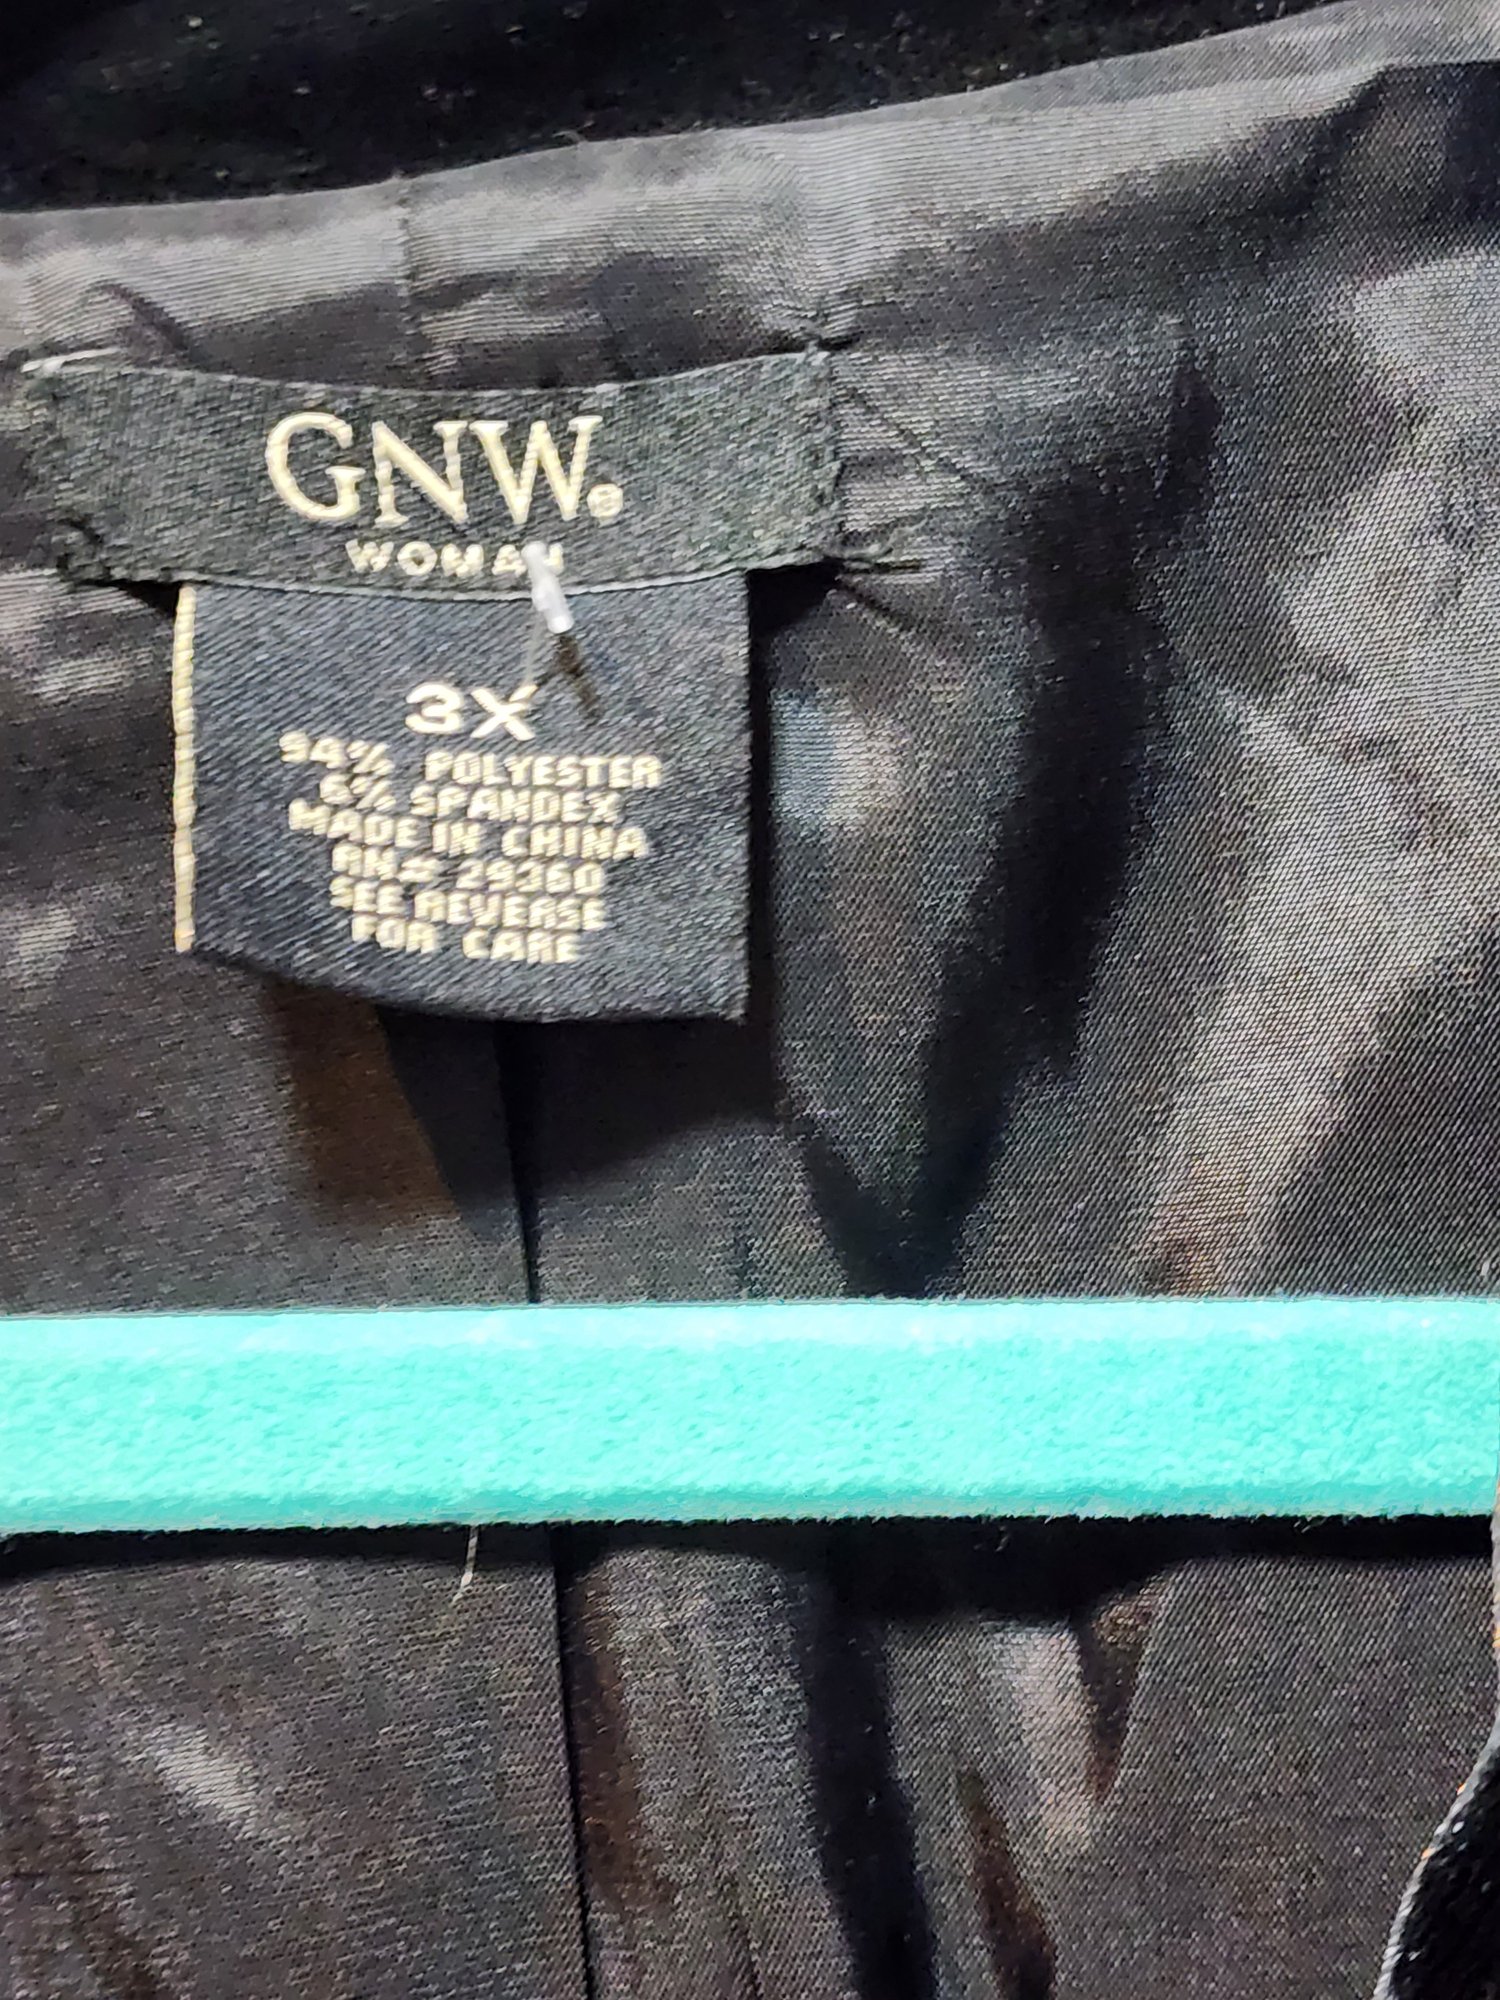 GNW®
WOMAN
3X
94% POLYESTER
6% SPANDEX
MADE IN CHINA
RN# 29360
SEE REVERSE
FOR CARE